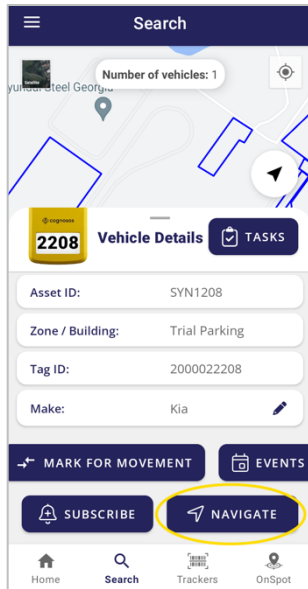 Search
Number of vehicles: 1
Steel Georgia
Satellite
cognosos
2208
Vehicle Details
TASKS
Asset ID: SYN1208
Zone / Building: Trial Parking
Tag ID: 2000022208
Make: Kia
MARK FOR MOVEMENT
EVENTS
SUBSCRIBE
NAVIGATE
Home Search Trackers OnSpot